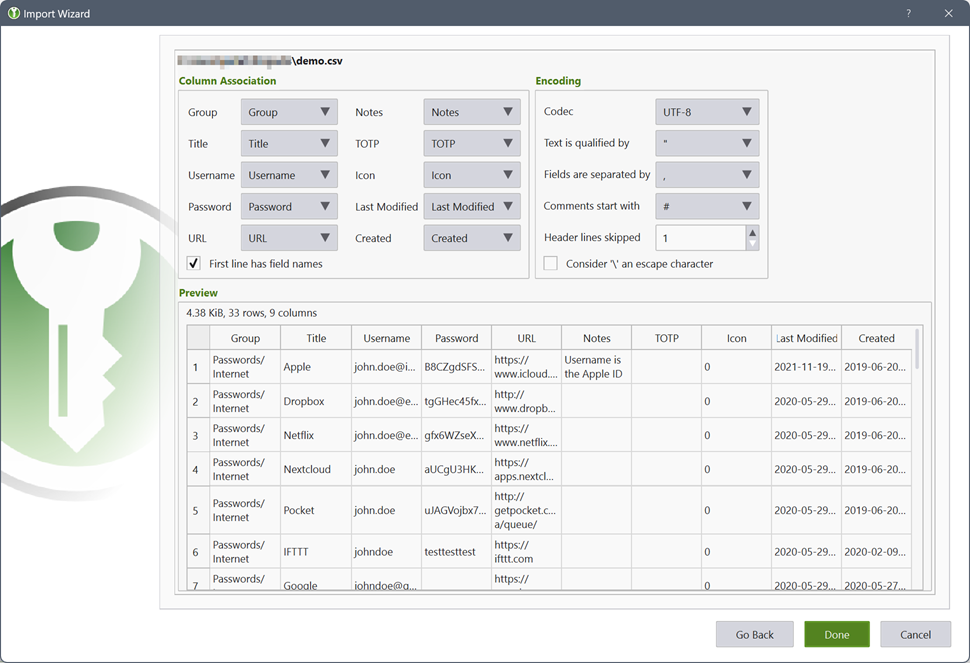 Import Wizard
?
\demo.csv
Column Association
Group Group Notes Notes
Title Title TOTP TOTP
Username Username Icon Icon
Password Password Last Modified Last Modified
URL URL Created Created
First line has field names
Encoding
Codec UTF-8
Text is qualified by "
Fields are separated by ,
Comments start with #
Header lines skipped 1
Consider '\' an escape character
Preview
4.38 KiB, 33 rows, 9 columns
Group Title Username Password URL Notes TOTP Icon Last Modified Created
1 Passwords/ Internet Apple john.doe@i... B8CZgdSFS... https:// www.icloud.... Username is the Apple ID 0 2021-11-19... 2019-06-20...
2 Passwords/ Internet Dropbox john.doe@e... tgGHec45fx... http:// www.dropb... 0 2020-05-29... 2019-06-20...
3 Passwords/ Internet Netflix john.doe@e... gfx6WZseX... https:// www.netflix.... 0 2020-05-29... 2019-06-20...
4 Passwords/ Internet Nextcloud john.doe aUCgU3HK... https:// apps.nextcl... 0 2020-05-29... 2019-06-20...
5 Passwords/ Internet Pocket john.doe uJAGVojbx7... http:// getpocket.c... a/queue/ 0 2020-05-29... 2019-06-20...
6 Passwords/ Internet IFTTT johndoe testtesttest https:// ifttt.com 0 2020-05-29... 2020-02-09...
7 Passwords/ Google johndoe@g... https:// 0 2020-05-29... 2020-05-27...
Go Back Done Cancel